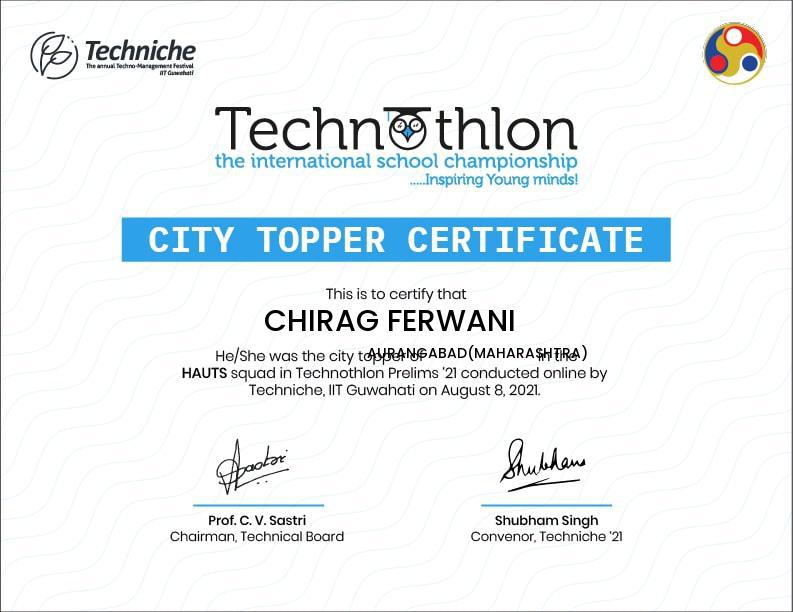 Techniche
The annual Techno-Management Festival
IIT Guwahati
Technothlon
the international school championship
.....Inspiring Young minds!
CITY TOPPER CERTIFICATE
This is to certify that
CHIRAG FERWANI
He/She was the city topper of AURANGABAD(MAHARASHTRA) in the
HAUTS squad in Technothlon Prelims '21 conducted online by
Techniche, IIT Guwahati on August 8, 2021.
Sastri
Shubham
Prof. C. V. Sastri
Shubham Singh
Chairman, Technical Board
Convenor, Techniche '21